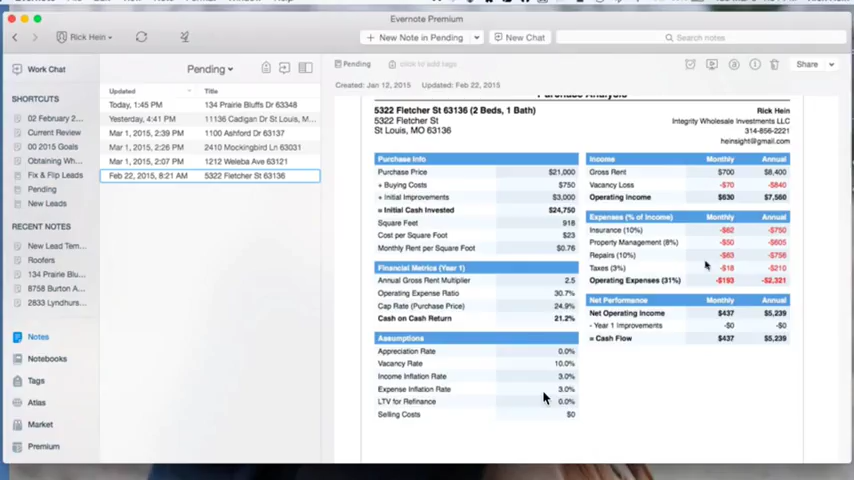 Evernote Premium
Rick Hein
+ New Note in Pending
New Chat
Search notes
Work Chat
SHORTCUTS
02 February 2...
Current Review
00 2015 Goals
Obtaining Wh...
Fix & Flip Leads
Pending
New Leads
RECENT NOTES
New Lead Temp...
Roofers
134 Prairie Blu...
8758 Burton A...
2833 Lyndhurs...
Notes
Notebooks
Tags
Atlas
Market
Premium
Pending
Updated Title
Today, 1:45 PM 134 Prairie Bluffs Dr 63348
Yesterday, 4:41 PM 11136 Cadigan Dr St Louis, M...
Mar 1, 2015, 2:39 PM 1100 Ashford Dr 63137
Mar 1, 2015, 2:26 PM 2410 Mockingbird Ln 63031
Mar 1, 2015, 2:07 PM 1212 Weleba Ave 63121
Feb 22, 2015, 8:21 AM 5322 Fletcher St 63136
Pending click to add tags
Share
Created: Jan 12, 2015 Updated: Feb 22, 2015
Purchase Analysis
5322 Fletcher St 63136 (2 Beds, 1 Bath)
5322 Fletcher St
St Louis, MO 63136
Rick Hein
Integrity Wholesale Investments LLC
314-856-2221
heinsight@gmail.com
Purchase Info
Purchase Price $21,000
+ Buying Costs $750
+ Initial Improvements $3,000
= Initial Cash Invested $24,750
Square Feet 918
Cost per Square Foot $23
Monthly Rent per Square Foot $0.76
Financial Metrics (Year 1)
Annual Gross Rent Multiplier 2.5
Operating Expense Ratio 30.7%
Cap Rate (Purchase Price) 24.9%
Cash on Cash Return 21.2%
Assumptions
Appreciation Rate 0.0%
Vacancy Rate 10.0%
Income Inflation Rate 3.0%
Expense Inflation Rate 3.0%
LTV for Refinance 0.0%
Selling Costs $0
Income Monthly Annual
Gross Rent $700 $8,400
Vacancy Loss -$70 -$840
Operating Income $630 $7,560
Expenses (% of Income) Monthly Annual
Insurance (10%) -$62 -$750
Property Management (8%) -$50 -$605
Repairs (10%) -$63 -$756
Taxes (3%) -$18 -$210
Operating Expenses (31%) -$193 -$2,321
Net Performance Monthly Annual
Net Operating Income $437 $5,239
- Year 1 Improvements -$0 -$0
= Cash Flow $437 $5,239